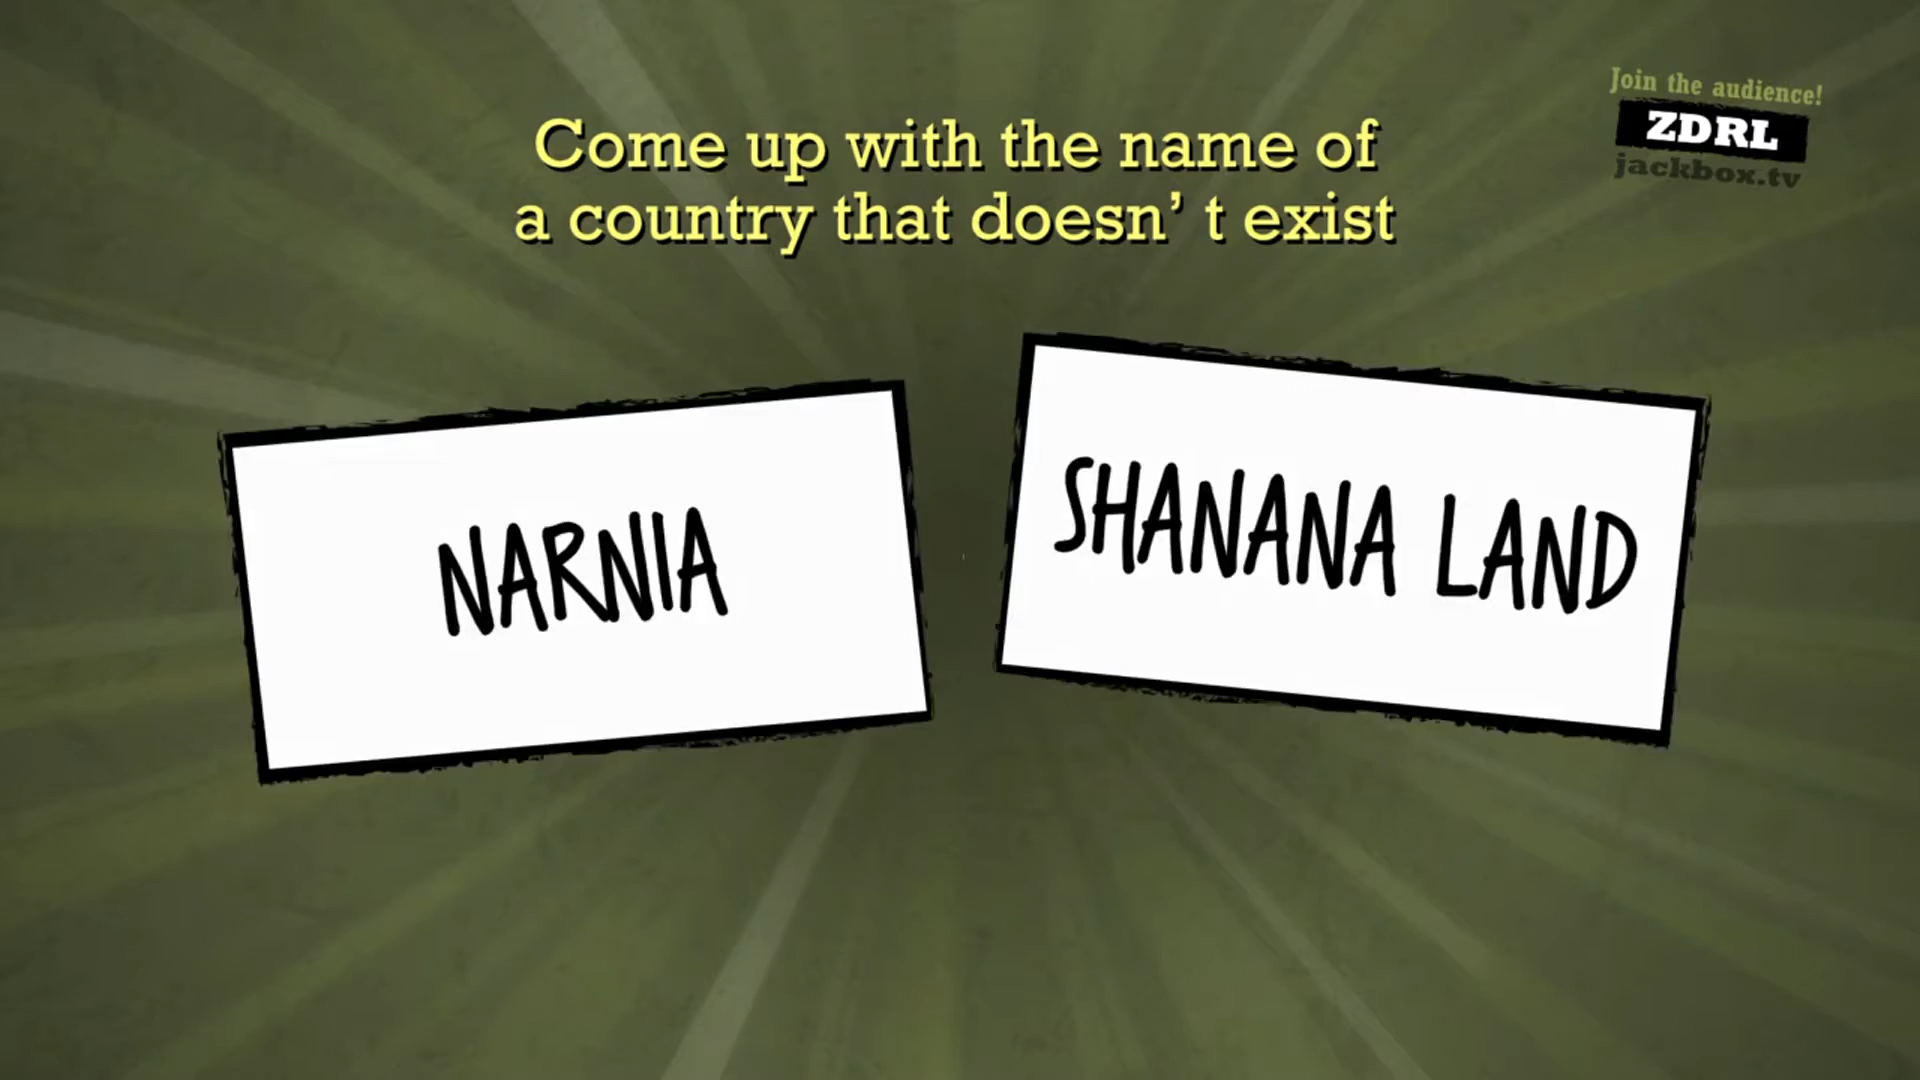 Come up with the name of
a country that doesn’ t exist
Join the audience!
ZDRL
jackbox.tv
NARNIA
SHANANA LAND